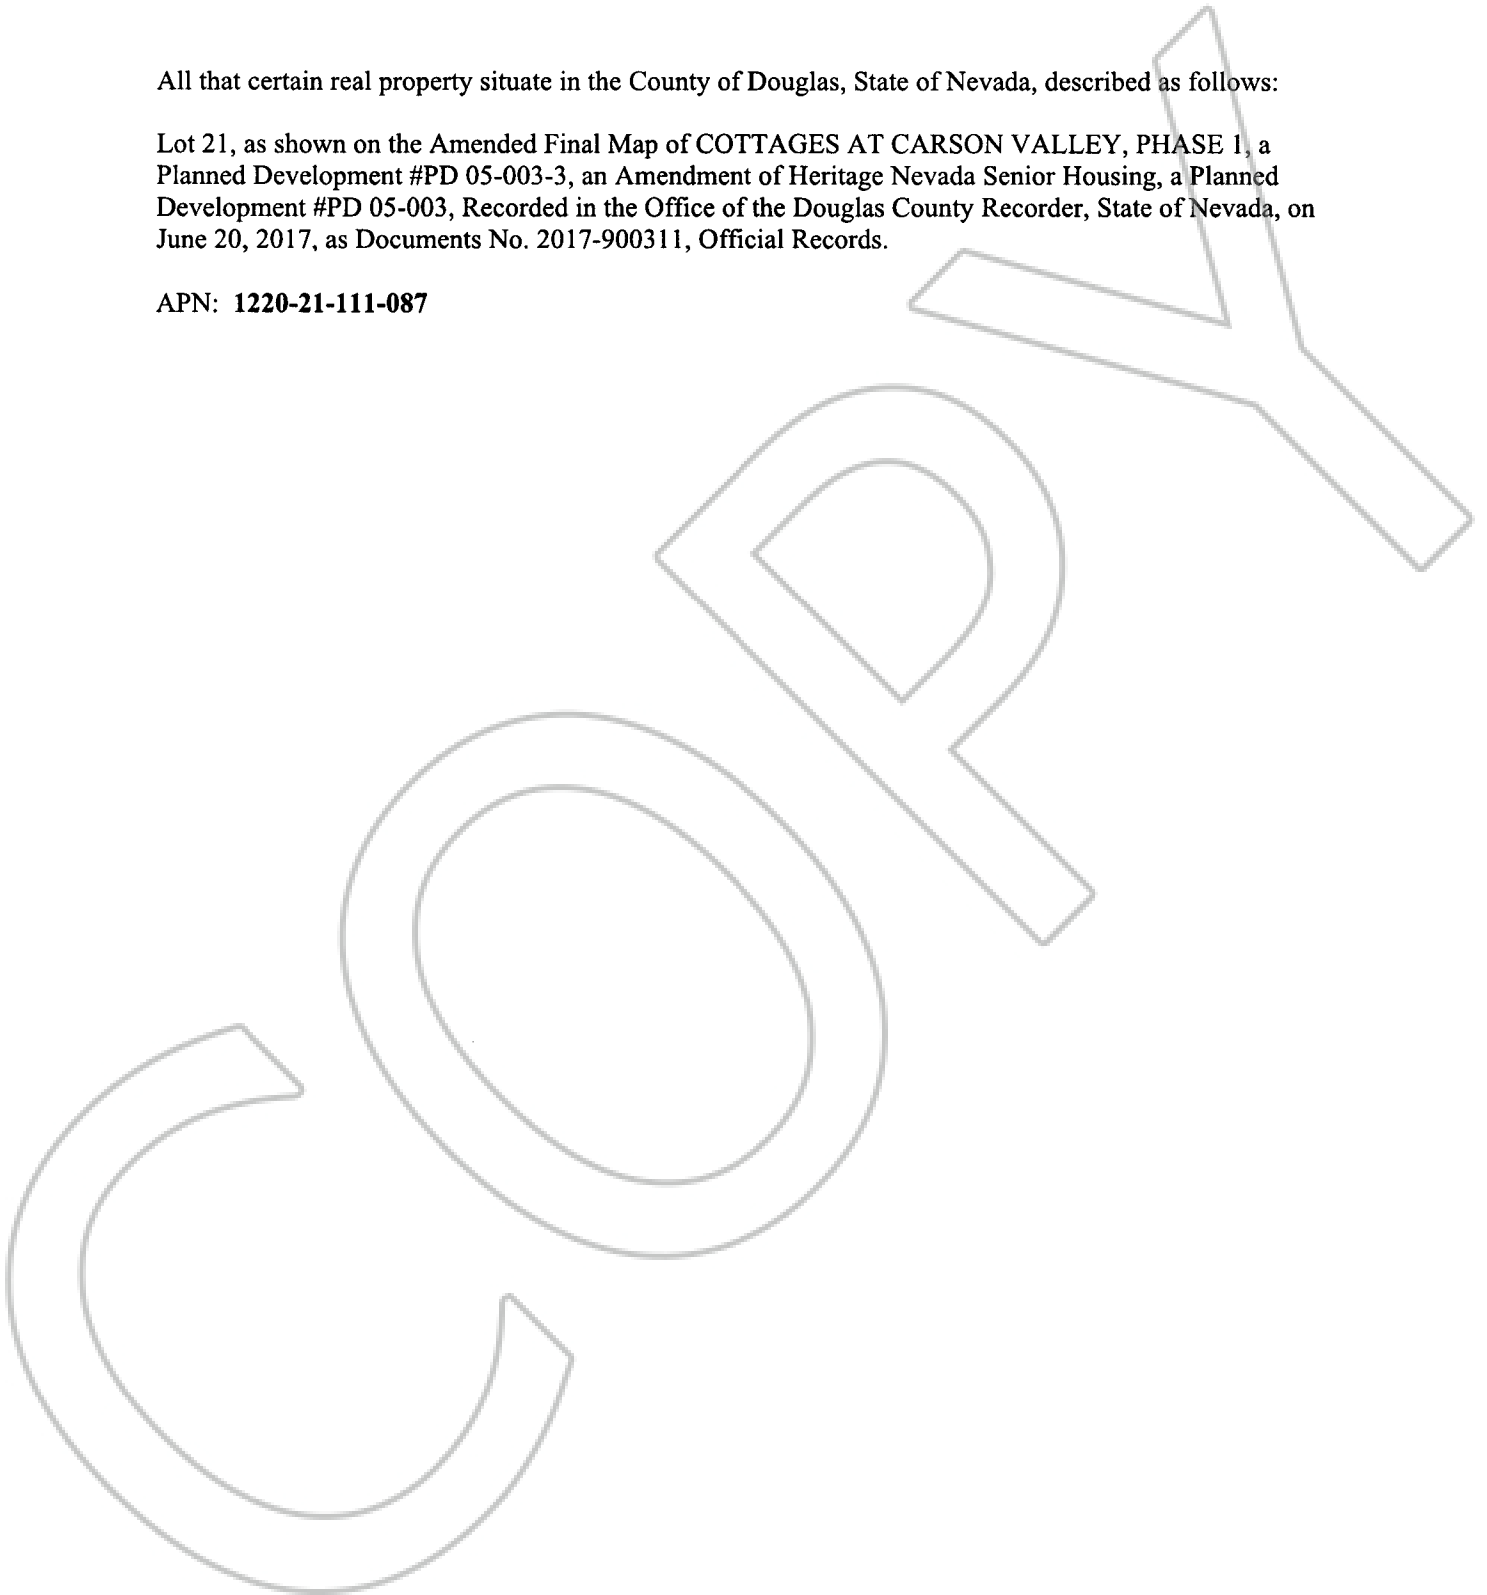 All that certain real property situate in the County of Douglas, State of Nevada, described as follows:
Lot 21, as shown on the Amended Final Map of COTTAGES AT CARSON VALLEY, PHASE 1, a
Planned Development #PD 05-003-3, an Amendment of Heritage Nevada Senior Housing, a Planned
Development #PD 05-003, Recorded in the Office of the Douglas County Recorder, State of Nevada, on
June 20, 2017, as Documents No. 2017-900311, Official Records.
APN: 1220-21-111-087
COPY